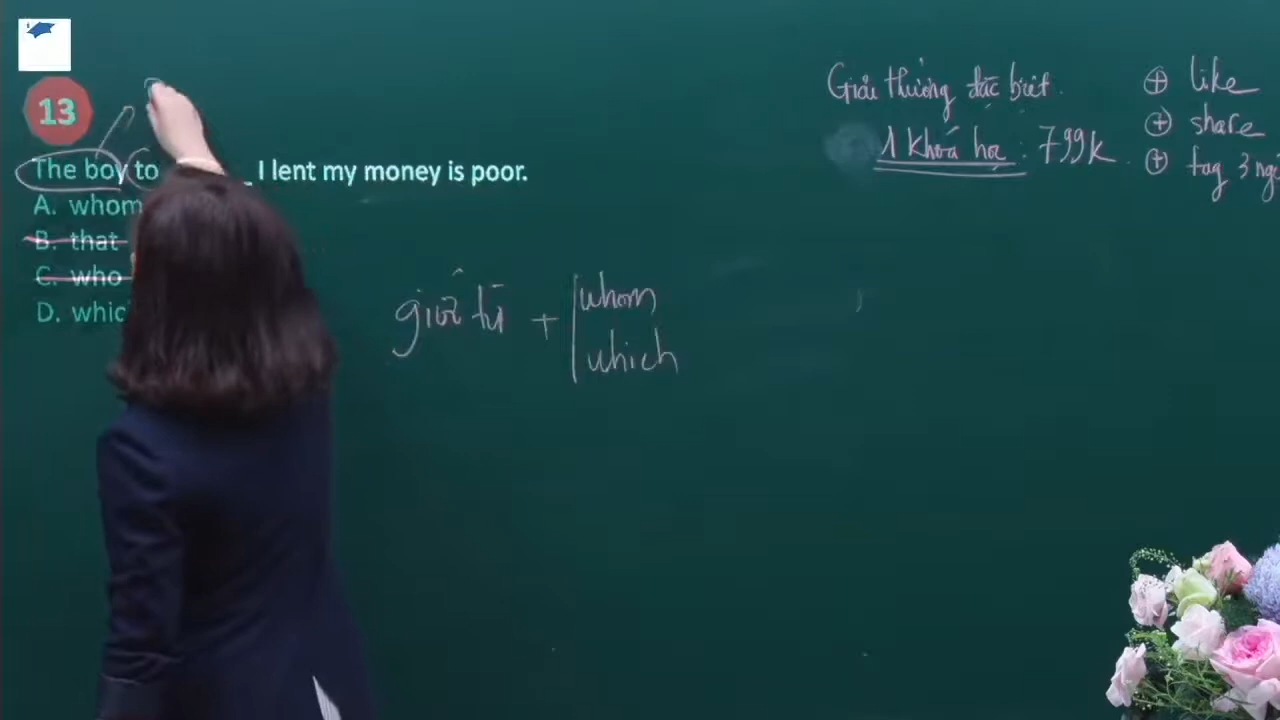 13
The boy to _ I lent my money is poor.
A. whom
B. that
C. who
D. whic
giới từ + whom
which
Giải thưởng đặc biệt.
1 khoá học : 799k.
+ like
+ share
+ tag 3 ng